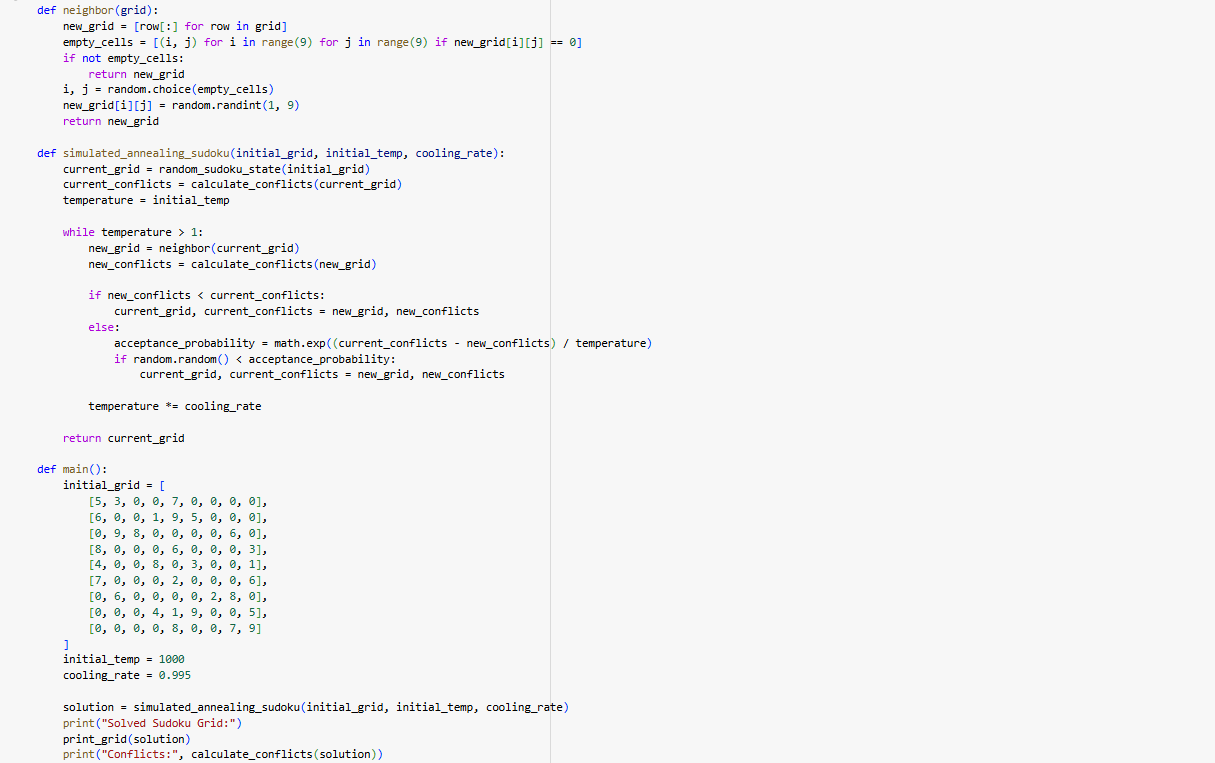 def neighbor(grid):
    new_grid = [row[:] for row in grid]
    empty_cells = [(i, j) for i in range(9) for j in range(9) if new_grid[i][j] == 0]
    if not empty_cells:
        return new_grid
    i, j = random.choice(empty_cells)
    new_grid[i][j] = random.randint(1, 9)
    return new_grid

def simulated_annealing_sudoku(initial_grid, initial_temp, cooling_rate):
    current_grid = random_sudoku_state(initial_grid)
    current_conflicts = calculate_conflicts(current_grid)
    temperature = initial_temp

    while temperature > 1:
        new_grid = neighbor(current_grid)
        new_conflicts = calculate_conflicts(new_grid)

        if new_conflicts < current_conflicts:
            current_grid, current_conflicts = new_grid, new_conflicts
        else:
            acceptance_probability = math.exp((current_conflicts - new_conflicts) / temperature)
            if random.random() < acceptance_probability:
                current_grid, current_conflicts = new_grid, new_conflicts

        temperature *= cooling_rate

    return current_grid

def main():
    initial_grid = [
        [5, 3, 0, 0, 7, 0, 0, 0, 0],
        [6, 0, 0, 1, 9, 5, 0, 0, 0],
        [0, 9, 8, 0, 0, 0, 0, 6, 0],
        [8, 0, 0, 0, 6, 0, 0, 0, 3],
        [4, 0, 0, 8, 0, 3, 0, 0, 1],
        [7, 0, 0, 0, 2, 0, 0, 0, 6],
        [0, 6, 0, 0, 0, 0, 2, 8, 0],
        [0, 0, 0, 4, 1, 9, 0, 0, 5],
        [0, 0, 0, 0, 8, 0, 0, 7, 9]
    ]
    initial_temp = 1000
    cooling_rate = 0.995

    solution = simulated_annealing_sudoku(initial_grid, initial_temp, cooling_rate)
    print("Solved Sudoku Grid:")
    print_grid(solution)
    print("Conflicts:", calculate_conflicts(solution))